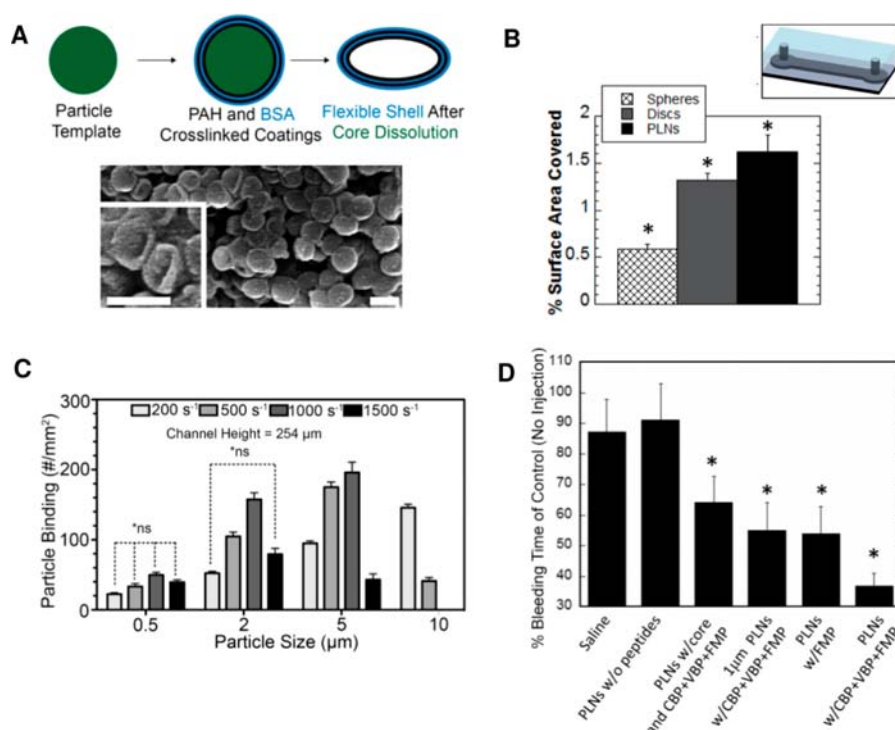 A
Particle
Template
PAH and BSA
Crosslinked Coatings
Flexible Shell After
Core Dissolution
B
Spheres
Discs
PLNs
% Surface Area Covered
2
1.5
1
0.5
0
*
*
*
C
200 s⁻¹
500 s⁻¹
1000 s⁻¹
1500 s⁻¹
Channel Height = 254 µm
Particle Binding (#/mm²)
300
200
100
0
*ns
*ns
0.5
2
5
10
Particle Size (µm)
D
% Bleeding Time of Control (No Injection)
110
100
90
80
70
60
50
40
30
*
*
*
*
Saline
PLNs w/o peptides
PLNs w/core
and CBP+VBP+FMP
1µm PLNs
w/CBP+VBP+FMP
PLNs
w/FMP
PLNs
w/CBP+VBP+FMP